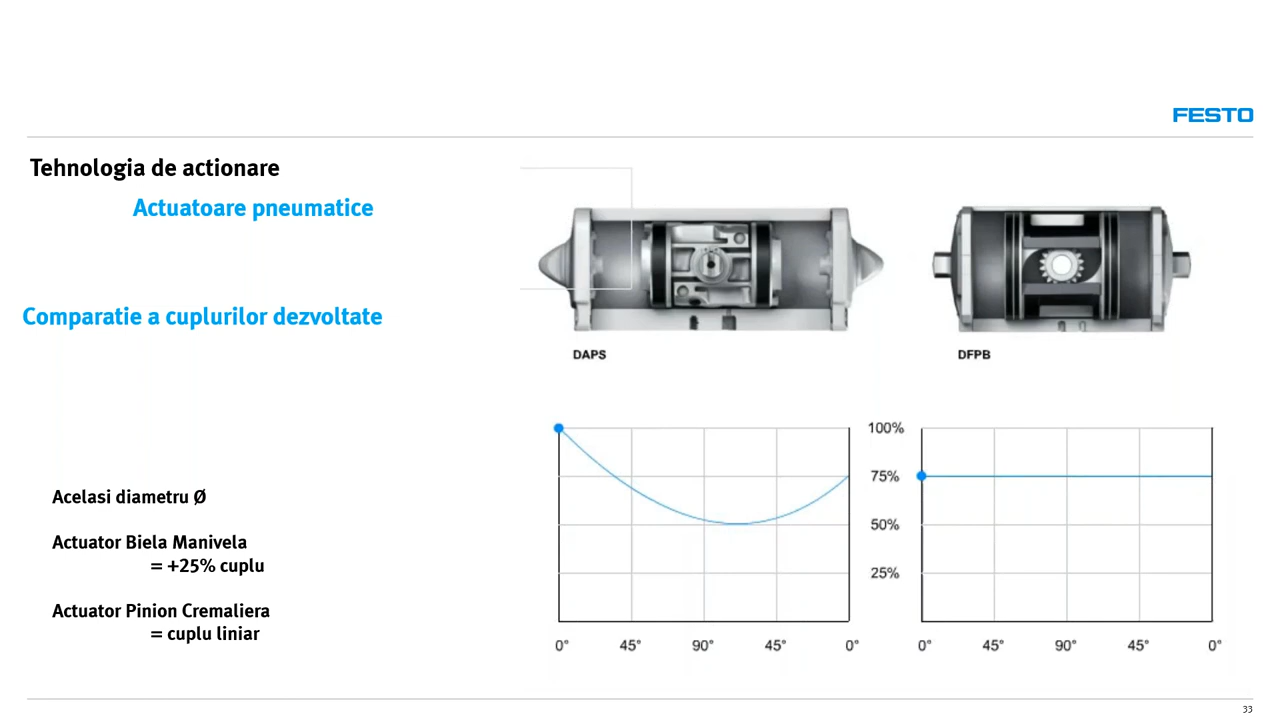 FESTO
Tehnologia de actionare
Actuatoare pneumatice
Comparatie a cuplurilor dezvoltate
DAPS
DFPB
Acelasi diametru Ø
Actuator Biela Manivela
= +25% cuplu
Actuator Pinion Cremaliera
= cuplu liniar
100%
75%
50%
25%
0° 45° 90° 45° 0°
0° 45° 90° 45° 0°
33